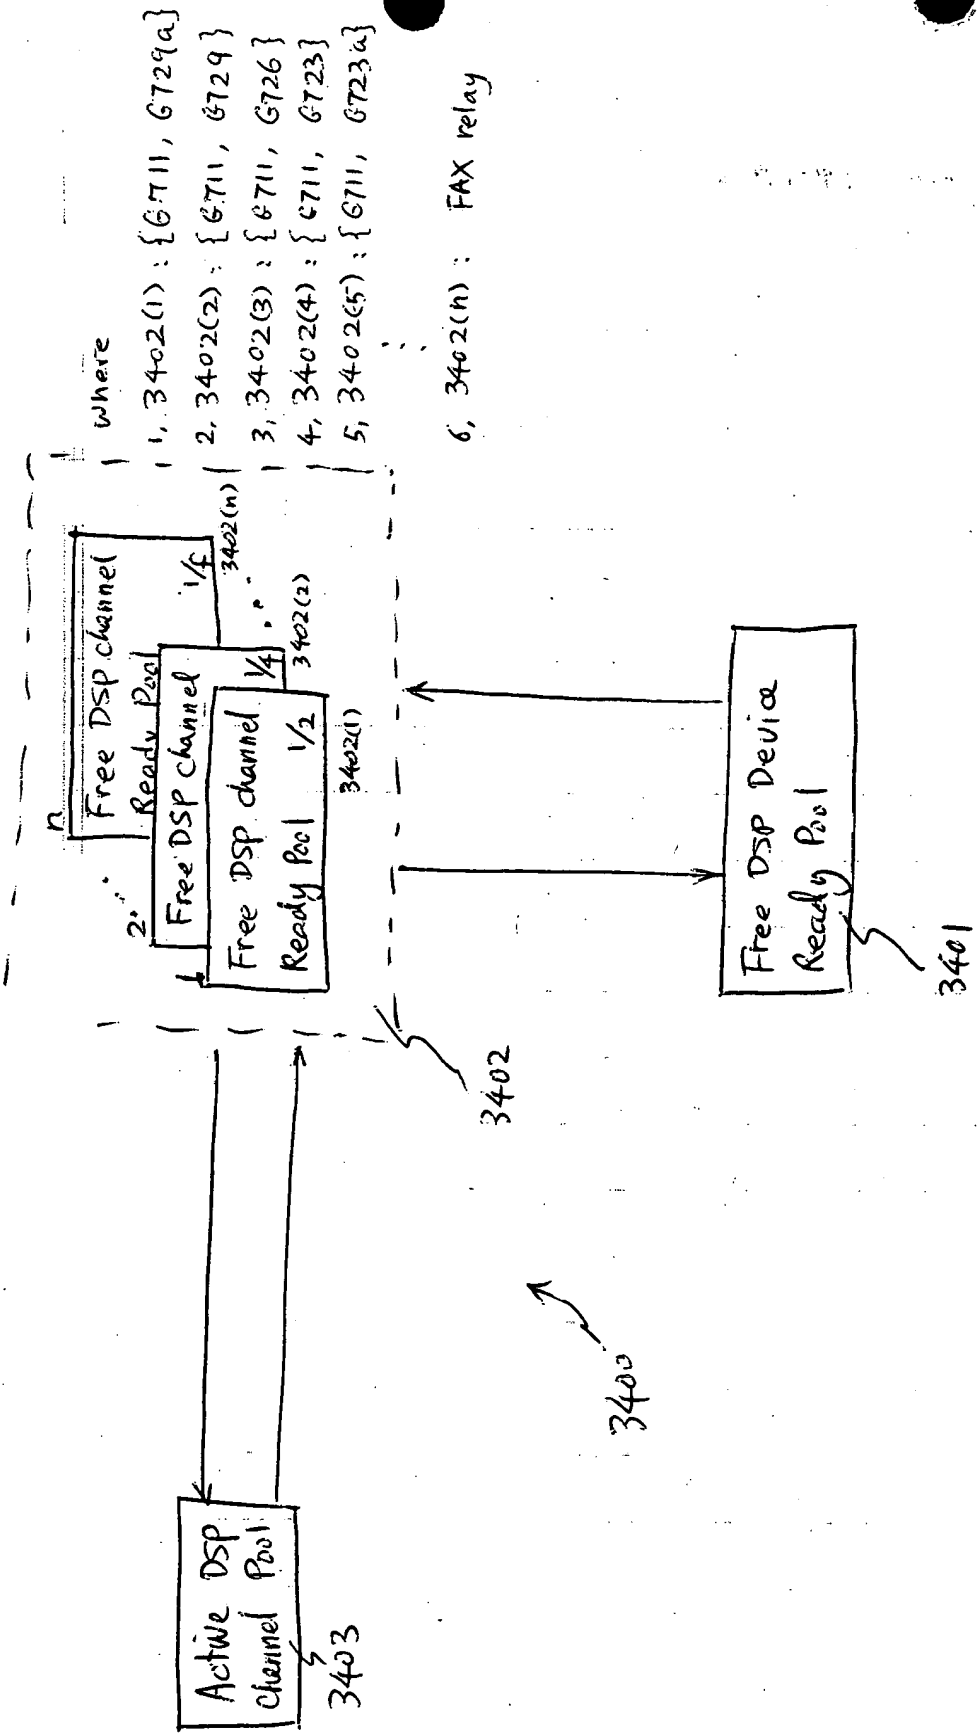 Active DSP
Channel Pool
3403
n
Free DSP channel
Ready Pool
1/f
3402(n)
2
Free DSP channel
1/4
3402(2)
Free DSP channel
Ready Pool 1/2
3402(1)
3402
Free DSP Device
Ready Pool
3401
3400
where
1, 3402(1) : {G711, G729a}
2, 3402(2) : {G711, G729}
3, 3402(3) : {G711, G726}
4, 3402(4) : {G711, G723}
5, 3402(5) : {G711, G723a}
6, 3402(n) : FAX relay